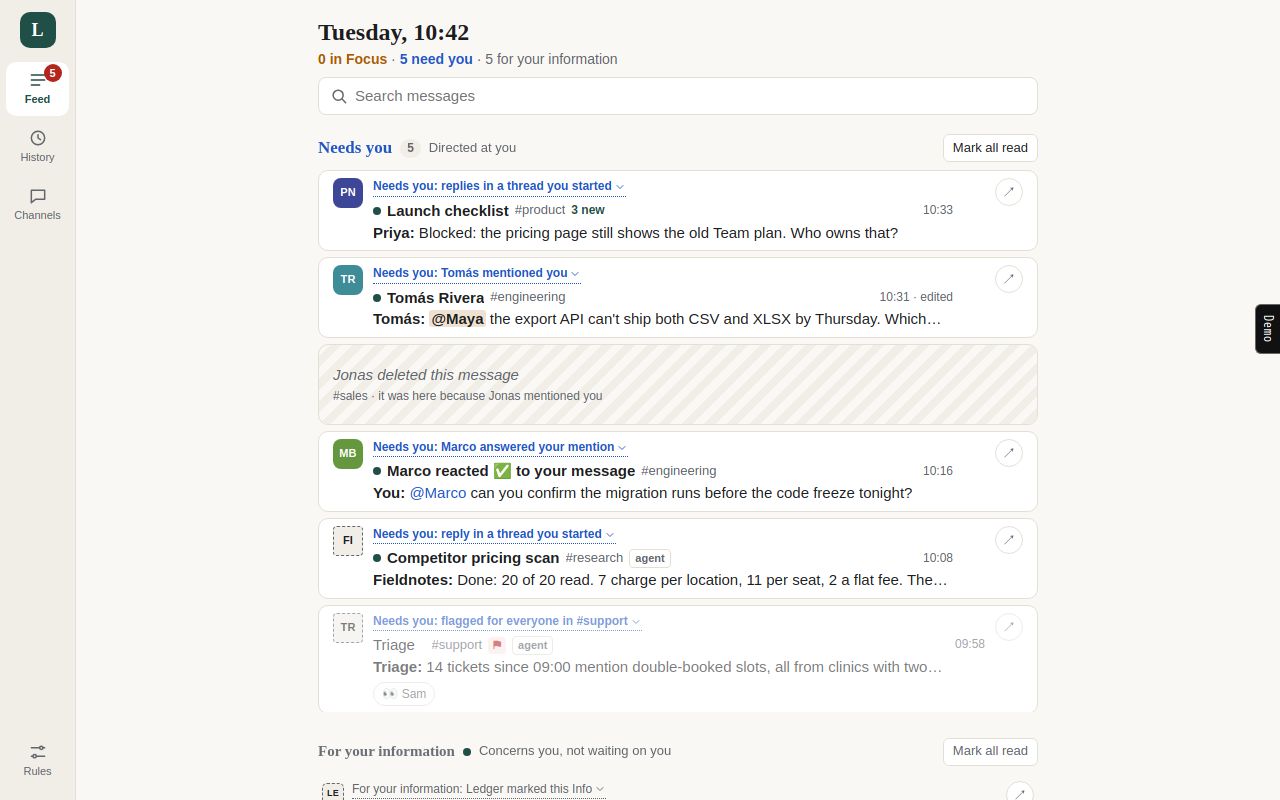 L
Tuesday, 10:42
0 in Focus · 5 need you · 5 for your information
Search messages
5
Feed
History
Channels
Rules
Needs you 5 Directed at you Mark all read
PN Needs you: replies in a thread you started
Launch checklist #product 3 new 10:33
Priya: Blocked: the pricing page still shows the old Team plan. Who owns that?
TR Needs you: Tomás mentioned you
Tomás Rivera #engineering 10:31 · edited
Tomás: @Maya the export API can't ship both CSV and XLSX by Thursday. Which…
Jonas deleted this message
#sales · it was here because Jonas mentioned you
MB Needs you: Marco answered your mention
Marco reacted ✅ to your message #engineering 10:16
You: @Marco can you confirm the migration runs before the code freeze tonight?
FI Needs you: reply in a thread you started
Competitor pricing scan #research agent 10:08
Fieldnotes: Done: 20 of 20 read. 7 charge per location, 11 per seat, 2 a flat fee. The…
TR Needs you: flagged for everyone in #support
Triage #support agent 09:58
Triage: 14 tickets since 09:00 mention double-booked slots, all from clinics with two…
👀 Sam
For your information Concerns you, not waiting on you Mark all read
LE For your information: Ledger marked this Info
Demo